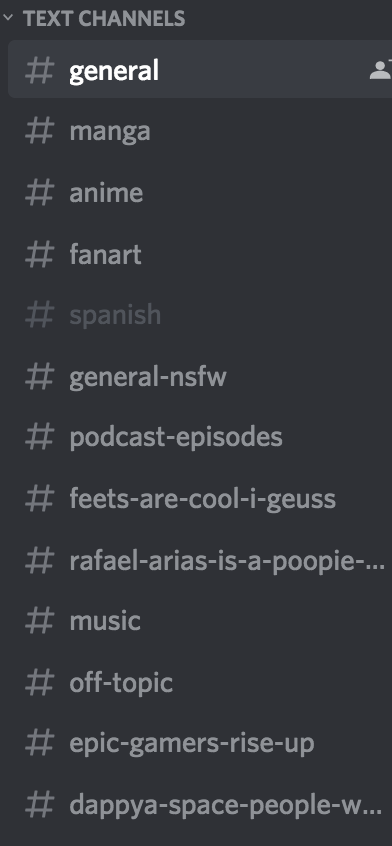 TEXT CHANNELS
# general
# manga
# anime
# fanart
# spanish
# general-nsfw
# podcast-episodes
# feets-are-cool-i-geuss
# rafael-arias-is-a-poopie-...
# music
# off-topic
# epic-gamers-rise-up
# dappya-space-people-w...